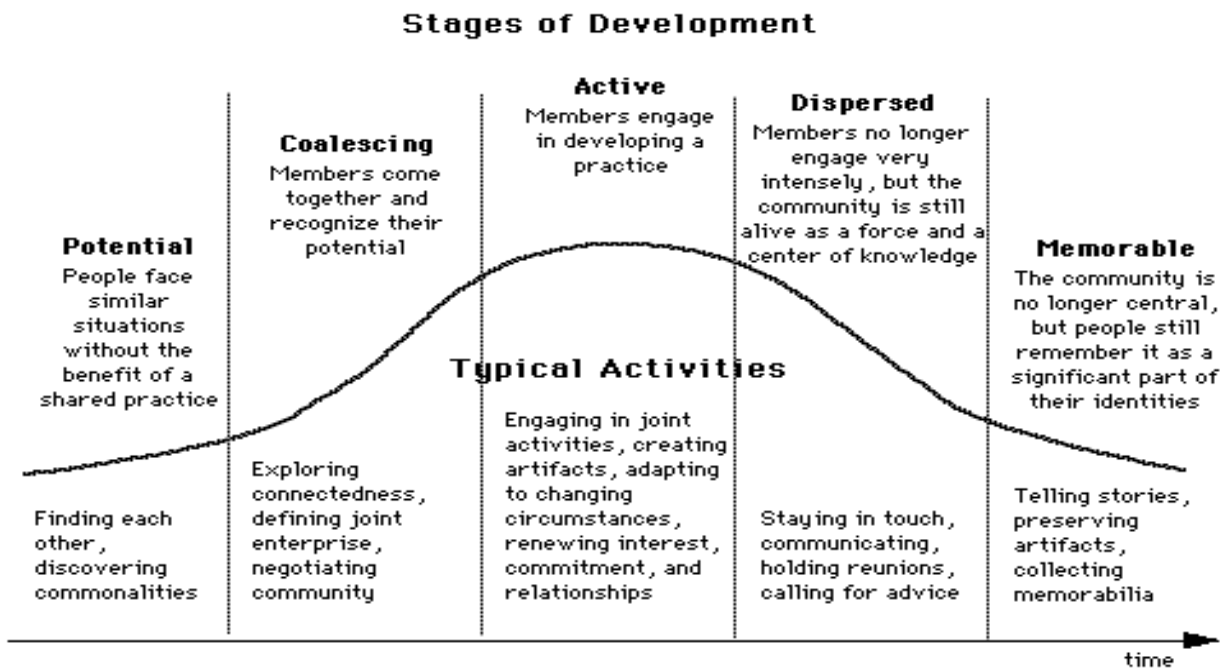 Stages of Development
Potential
People face
similar
situations
without the
benefit of a
shared practice
Coalescing
Members come
together and
recognize their
potential
Active
Members engage
in developing a
practice
Dispersed
Members no longer
engage very
intensely, but the
community is still
alive as a force and a
center of knowledge
Memorable
The community is
no longer central,
but people still
remember it as a
significant part of
their identities
Typical Activities
Finding each
other,
discovering
commonalities
Exploring
connectedness,
defining joint
enterprise,
negotiating
community
Engaging in joint
activities, creating
artifacts, adapting
to changing
circumstances,
renewing interest,
commitment, and
relationships
Staying in touch,
communicating,
holding reunions,
calling for advice
Telling stories,
preserving
artifacts,
collecting
memorabilia
time